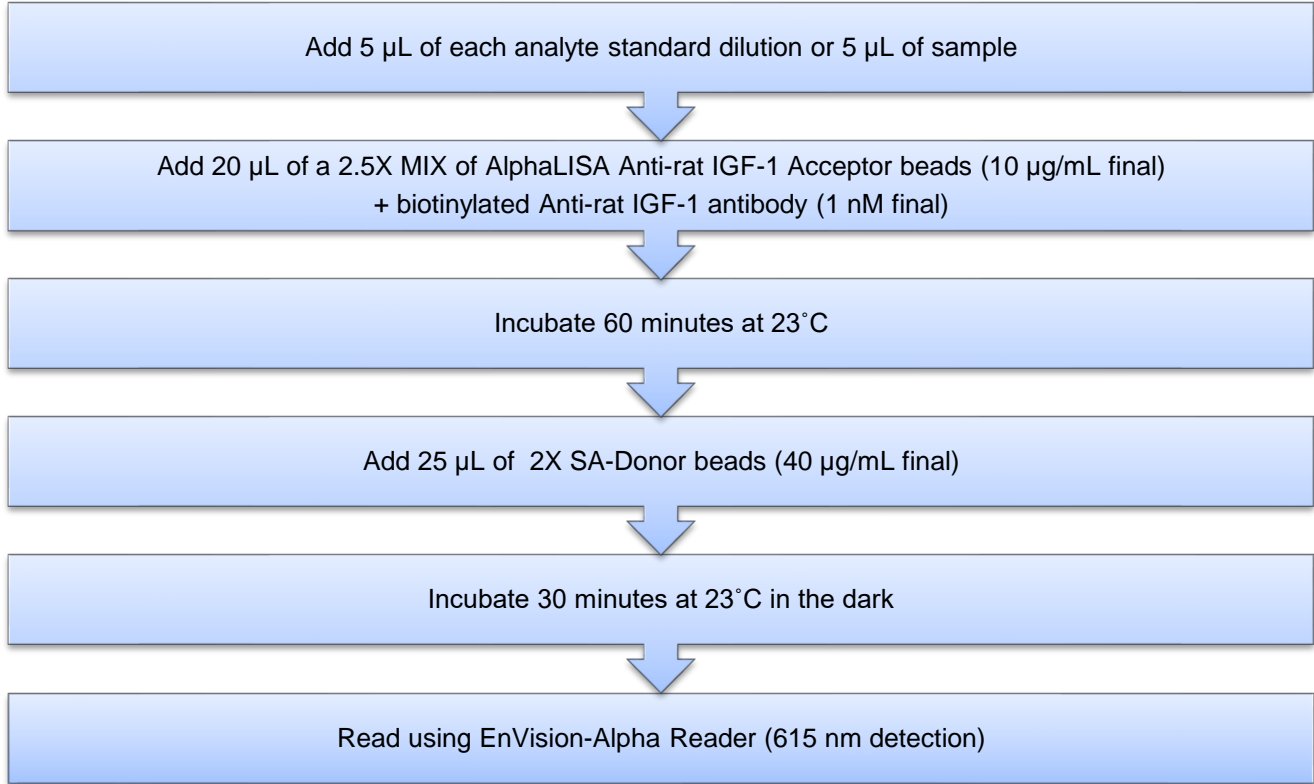 Add 5 µL of each analyte standard dilution or 5 µL of sample
Add 20 µL of a 2.5X MIX of AlphaLISA Anti-rat IGF-1 Acceptor beads (10 µg/mL final)
+ biotinylated Anti-rat IGF-1 antibody (1 nM final)
Incubate 60 minutes at 23˚C
Add 25 µL of 2X SA-Donor beads (40 µg/mL final)
Incubate 30 minutes at 23˚C in the dark
Read using EnVision-Alpha Reader (615 nm detection)